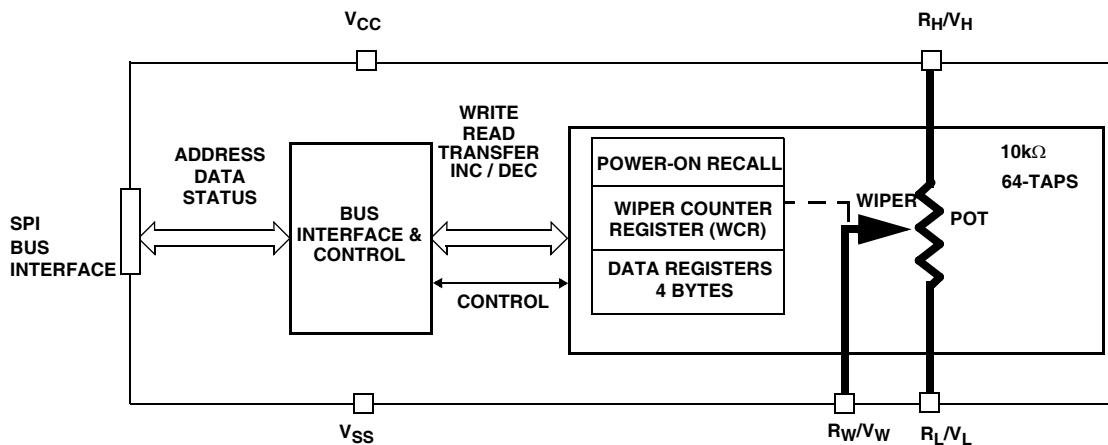 VCC
RH/VH
ADDRESS
DATA
STATUS
WRITE
READ
TRANSFER
INC / DEC
10kΩ
64-TAPS
POWER-ON RECALL
WIPER
POT
WIPER COUNTER
REGISTER (WCR)
BUS
INTERFACE &
CONTROL
SPI
BUS
INTERFACE
DATA REGISTERS
4 BYTES
CONTROL
VSS
RW/VW
RL/VL